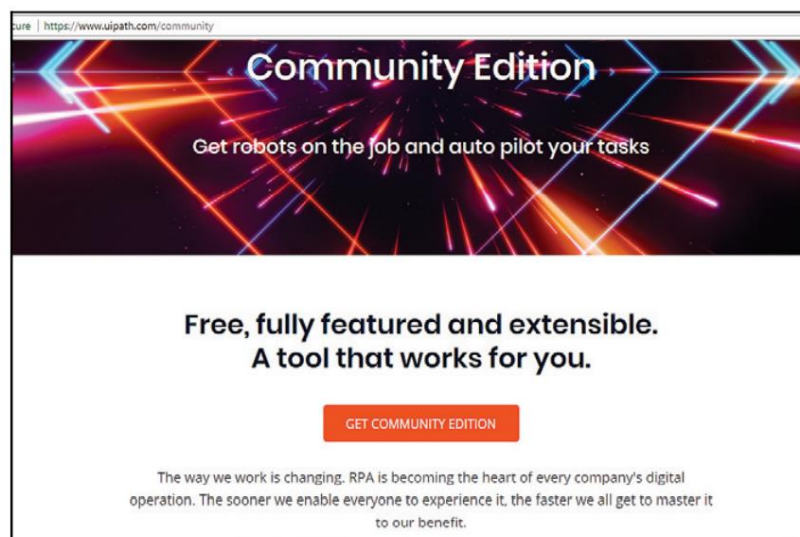 cure | https://www.uipath.com/community
Community Edition
Get robots on the job and auto pilot your tasks
Free, fully featured and extensible.
A tool that works for you.
GET COMMUNITY EDITION
The way we work is changing. RPA is becoming the heart of every company's digital
operation. The sooner we enable everyone to experience it, the faster we all get to master it
to our benefit.